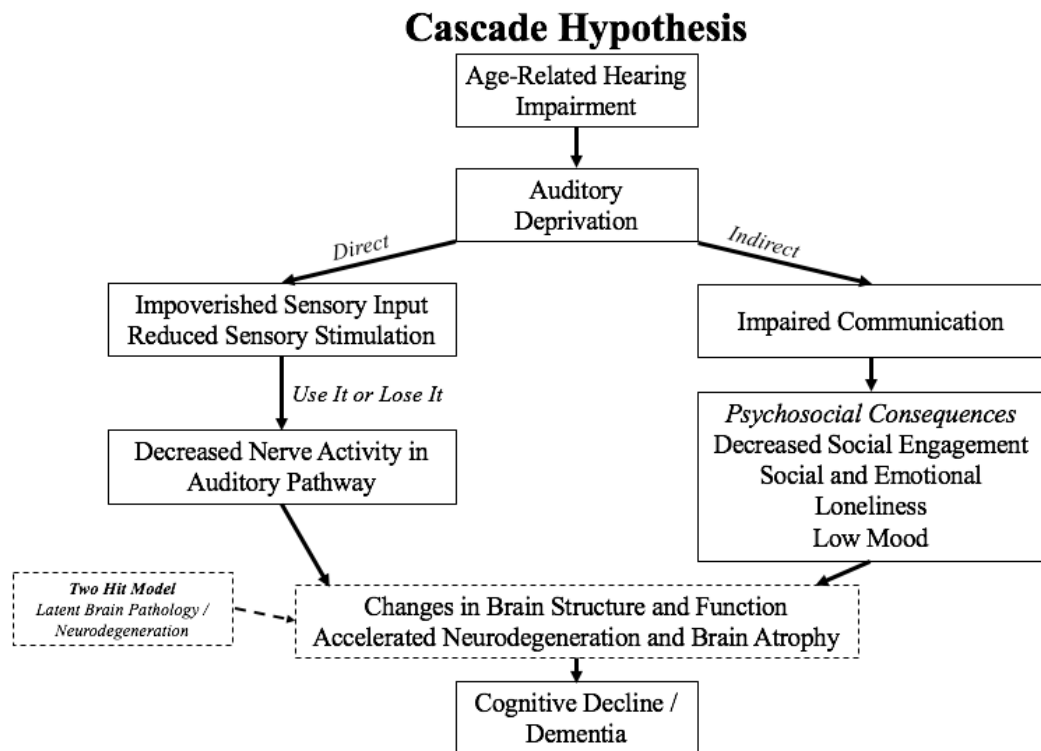 Cascade Hypothesis
Age-Related Hearing
Impairment
Auditory
Deprivation
Direct
Indirect
Impoverished Sensory Input
Reduced Sensory Stimulation
Impaired Communication
Use It or Lose It
Psychosocial Consequences
Decreased Social Engagement
Social and Emotional
Loneliness
Low Mood
Decreased Nerve Activity in
Auditory Pathway
Two Hit Model
Latent Brain Pathology /
Neurodegeneration
Changes in Brain Structure and Function
Accelerated Neurodegeneration and Brain Atrophy
Cognitive Decline /
Dementia